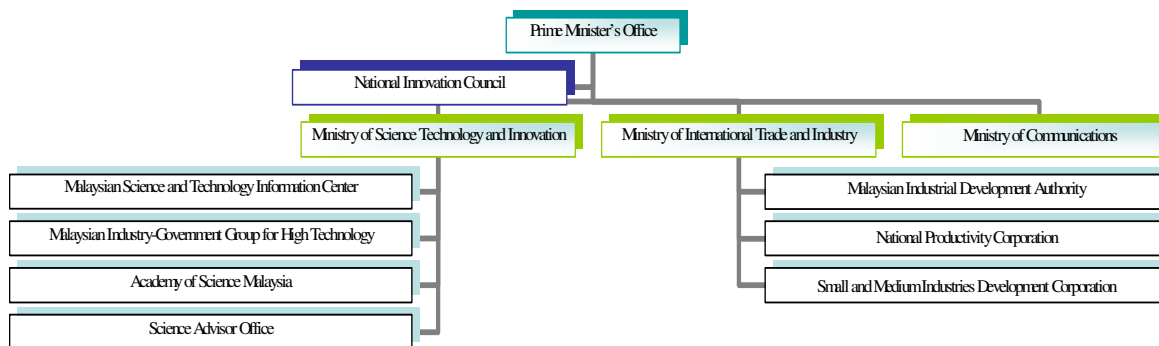 Prime Minister's Office
National Innovation Council
Ministry of Science Technology and Innovation
Ministry of International Trade and Industry
Ministry of Communications
Malaysian Science and Technology Information Center
Malaysian Industry-Government Group for High Technology
Academy of Science Malaysia
Science Advisor Office
Malaysian Industrial Development Authority
National Productivity Corporation
Small and Medium Industries Development Corporation